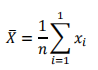 X̄ = 1/n ∑_{i=1}^{1} x_i